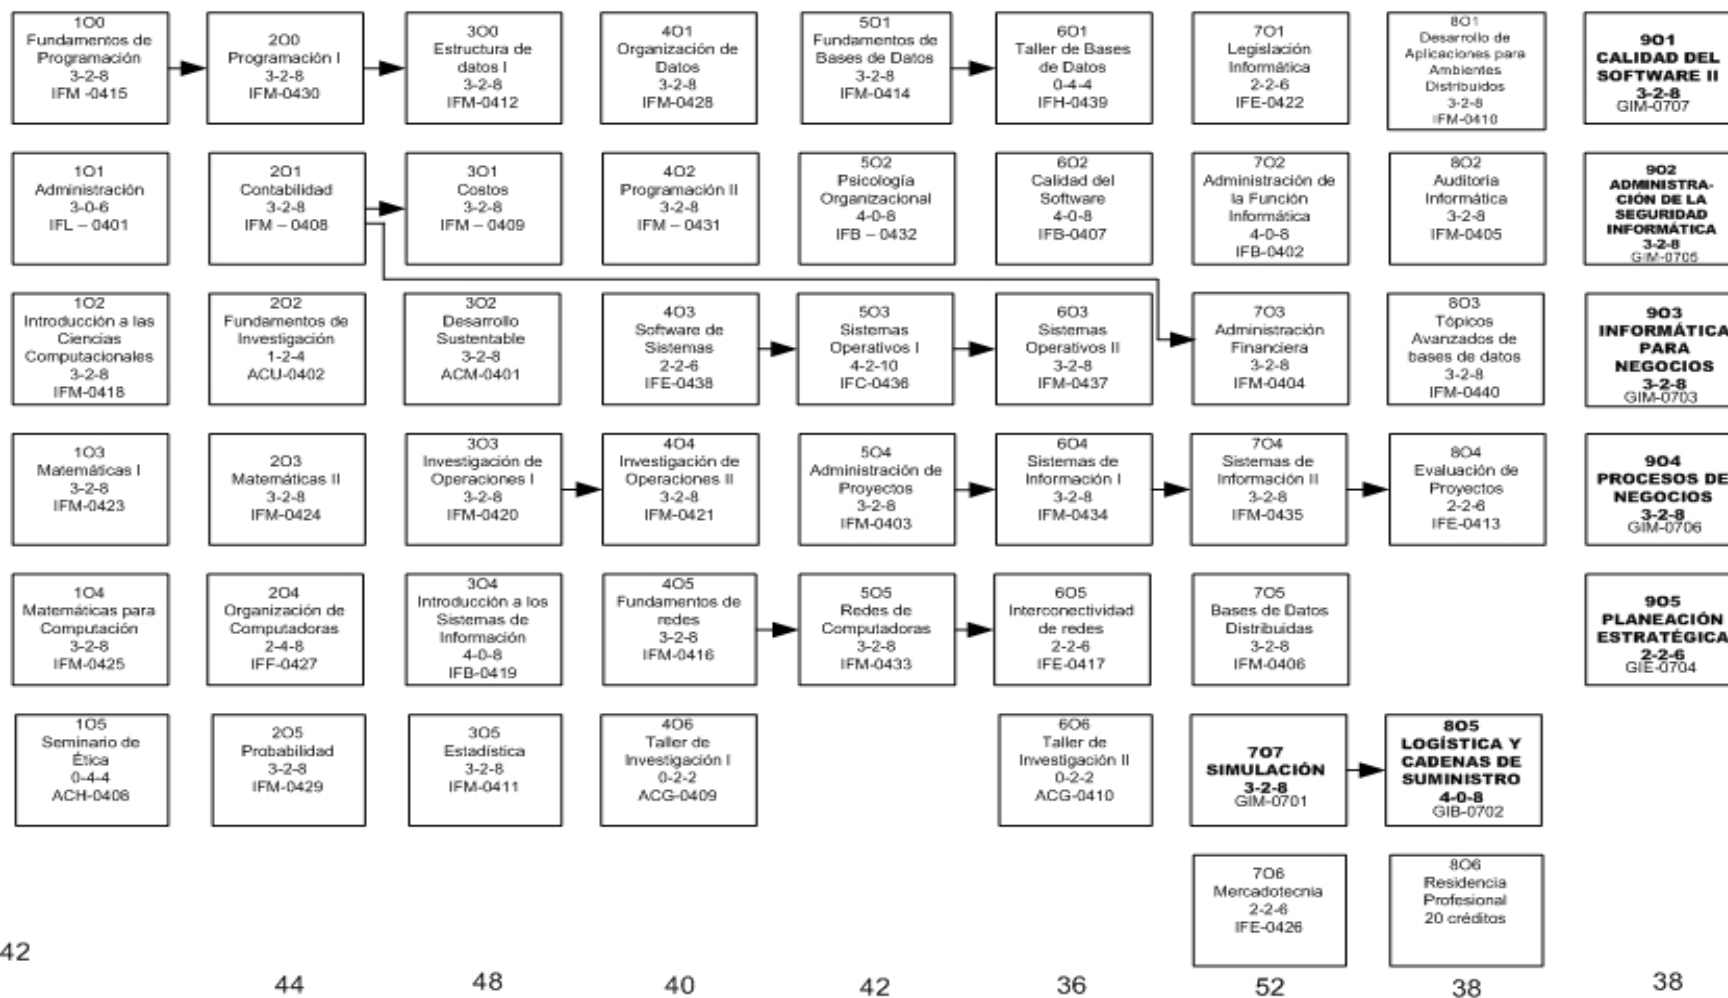 100
Fundamentos de
Programación
3-2-8
IFM -0415
200
Programación I
3-2-8
IFM-0430
300
Estructura de
datos I
3-2-8
IFM-0412
401
Organización de
Datos
3-2-8
IFM-0428
501
Fundamentos de
Bases de Datos
3-2-8
IFM-0414
601
Taller de Bases
de Datos
0-4-4
IFH-0439
701
Legislación
Informática
2-2-6
IFE-0422
801
Desarrollo de
Aplicaciones para
Ambientes
Distribuidos
3-2-8
IFM-0410
901
CALIDAD DEL
SOFTWARE II
3-2-8
GIM-0707
101
Administración
3-0-6
IFL – 0401
201
Contabilidad
3-2-8
IFM – 0408
301
Costos
3-2-8
IFM – 0409
402
Programación II
3-2-8
IFM – 0431
502
Psicología
Organizacional
4-0-8
IFB – 0432
602
Calidad del
Software
4-0-8
IFB-0407
702
Administración de
la Función
Informática
4-0-8
IFB-0402
802
Auditoria
Informática
3-2-8
IFM-0405
902
ADMINISTRA-
CIÓN DE LA
SEGURIDAD
INFORMÁTICA
3-2-8
GIM-0705
102
Introducción a las
Ciencias
Computacionales
3-2-8
IFM-0418
202
Fundamentos de
Investigación
1-2-4
ACU-0402
302
Desarrollo
Sustentable
3-2-8
ACM-0401
403
Software de
Sistemas
2-2-6
IFE-0438
503
Sistemas
Operativos I
4-2-10
IFC-0436
603
Sistemas
Operativos II
3-2-8
IFM-0437
703
Administración
Financiera
3-2-8
IFM-0404
803
Tópicos
Avanzados de
bases de datos
3-2-8
IFM-0440
903
INFORMÁTICA
PARA
NEGOCIOS
3-2-8
GIM-0703
103
Matemáticas I
3-2-8
IFM-0423
203
Matemáticas II
3-2-8
IFM-0424
303
Investigación de
Operaciones I
3-2-8
IFM-0420
404
Investigación de
Operaciones II
3-2-8
IFM-0421
504
Administración de
Proyectos
3-2-8
IFM-0403
604
Sistemas de
Información I
3-2-8
IFM-0434
704
Sistemas de
Información II
3-2-8
IFM-0435
804
Evaluación de
Proyectos
2-2-6
IFE-0413
904
PROCESOS DE
NEGOCIOS
3-2-8
GIM-0706
104
Matemáticas para
Computación
3-2-8
IFM-0425
204
Organización de
Computadoras
2-4-8
IFF-0427
304
Introducción a los
Sistemas de
Información
4-0-8
IFB-0419
405
Fundamentos de
redes
3-2-8
IFM-0416
505
Redes de
Computadoras
3-2-8
IFM-0433
605
Interconectividad
de redes
2-2-6
IFE-0417
705
Bases de Datos
Distribuidas
3-2-8
IFM-0406
905
PLANEACIÓN
ESTRATÉGICA
2-2-6
GIE-0704
105
Seminario de
Ética
0-4-4
ACH-0408
205
Probabilidad
3-2-8
IFM-0429
305
Estadística
3-2-8
IFM-0411
406
Taller de
Investigación I
0-2-2
ACG-0409
606
Taller de
Investigación II
0-2-2
ACG-0410
707
SIMULACIÓN
3-2-8
GIM-0701
805
LOGÍSTICA Y
CADENAS DE
SUMINISTRO
4-0-8
GIB-0702
706
Mercadotecnia
2-2-6
IFE-0426
806
Residencia
Profesional
20 créditos
42
44
48
40
42
36
52
38
38